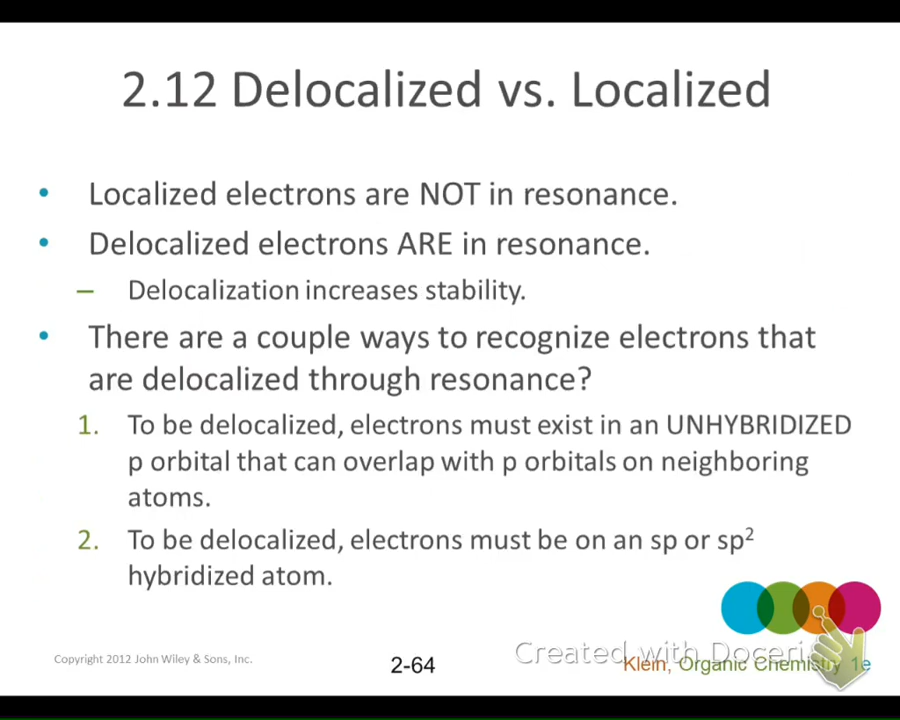 2.12 Delocalized vs. Localized
• Localized electrons are NOT in resonance.
• Delocalized electrons ARE in resonance.
– Delocalization increases stability.
• There are a couple ways to recognize electrons that
are delocalized through resonance?
1. To be delocalized, electrons must exist in an UNHYBRIDIZED
p orbital that can overlap with p orbitals on neighboring
atoms.
2. To be delocalized, electrons must be on an sp or sp²
hybridized atom.
Created with Doceri
Copyright 2012 John Wiley & Sons, Inc.
2-64
Klein, Organic Chemistry 1e